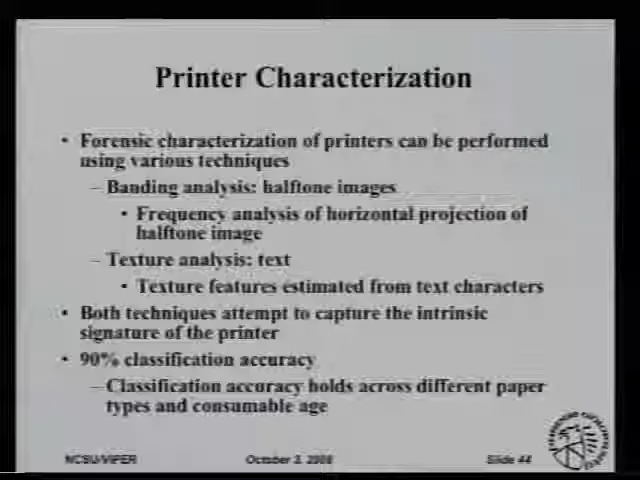 Printer Characterization
• Forensic characterization of printers can be performed
using various techniques
– Banding analysis: halftone images
• Frequency analysis of horizontal projection of
halftone image
– Texture analysis: text
• Texture features estimated from text characters
• Both techniques attempt to capture the intrinsic
signature of the printer
• 90% classification accuracy
– Classification accuracy holds across different paper
types and consumable age
NCSU/VIPER October 3, 2008 Slide 44